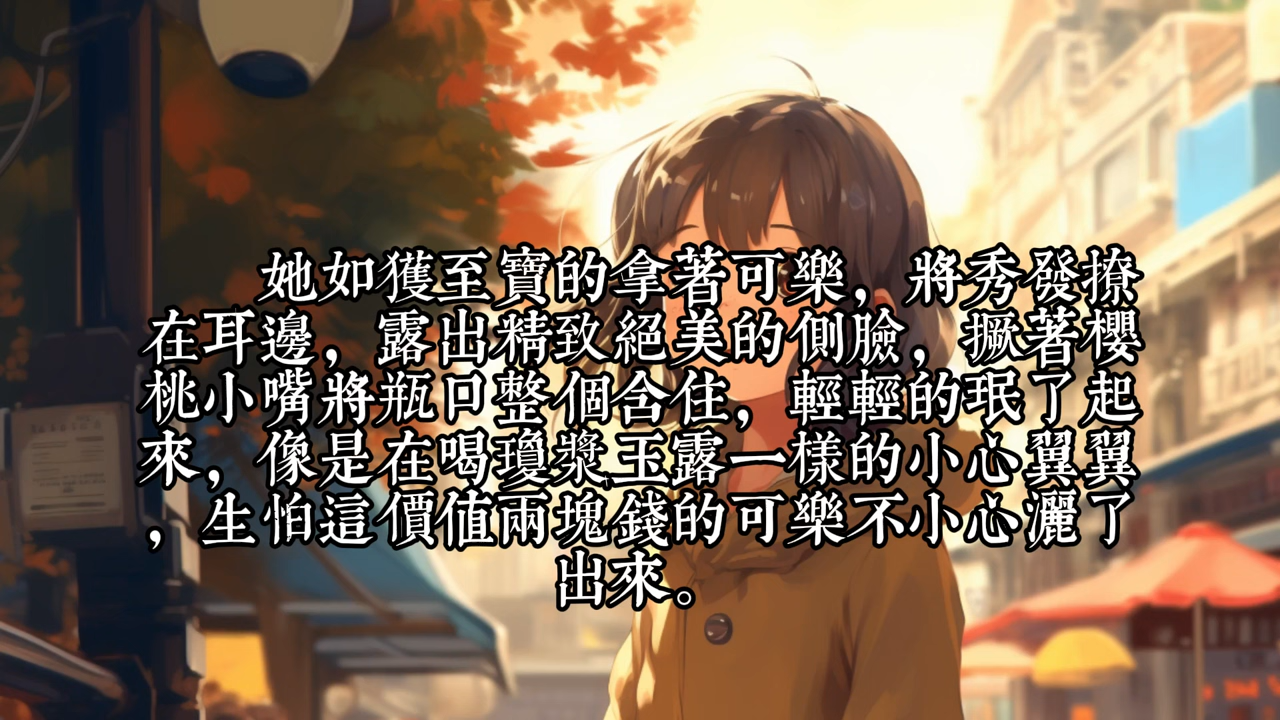 她如獲至寶的拿著可樂，將秀發撩
在耳邊，露出精致絕美的側臉，撅著櫻
桃小嘴將瓶口整個含住，輕輕的珉了起
來，像是在喝瓊漿玉露一樣的小心翼翼
，生怕這價值兩塊錢的可樂不小心灑了
出來。